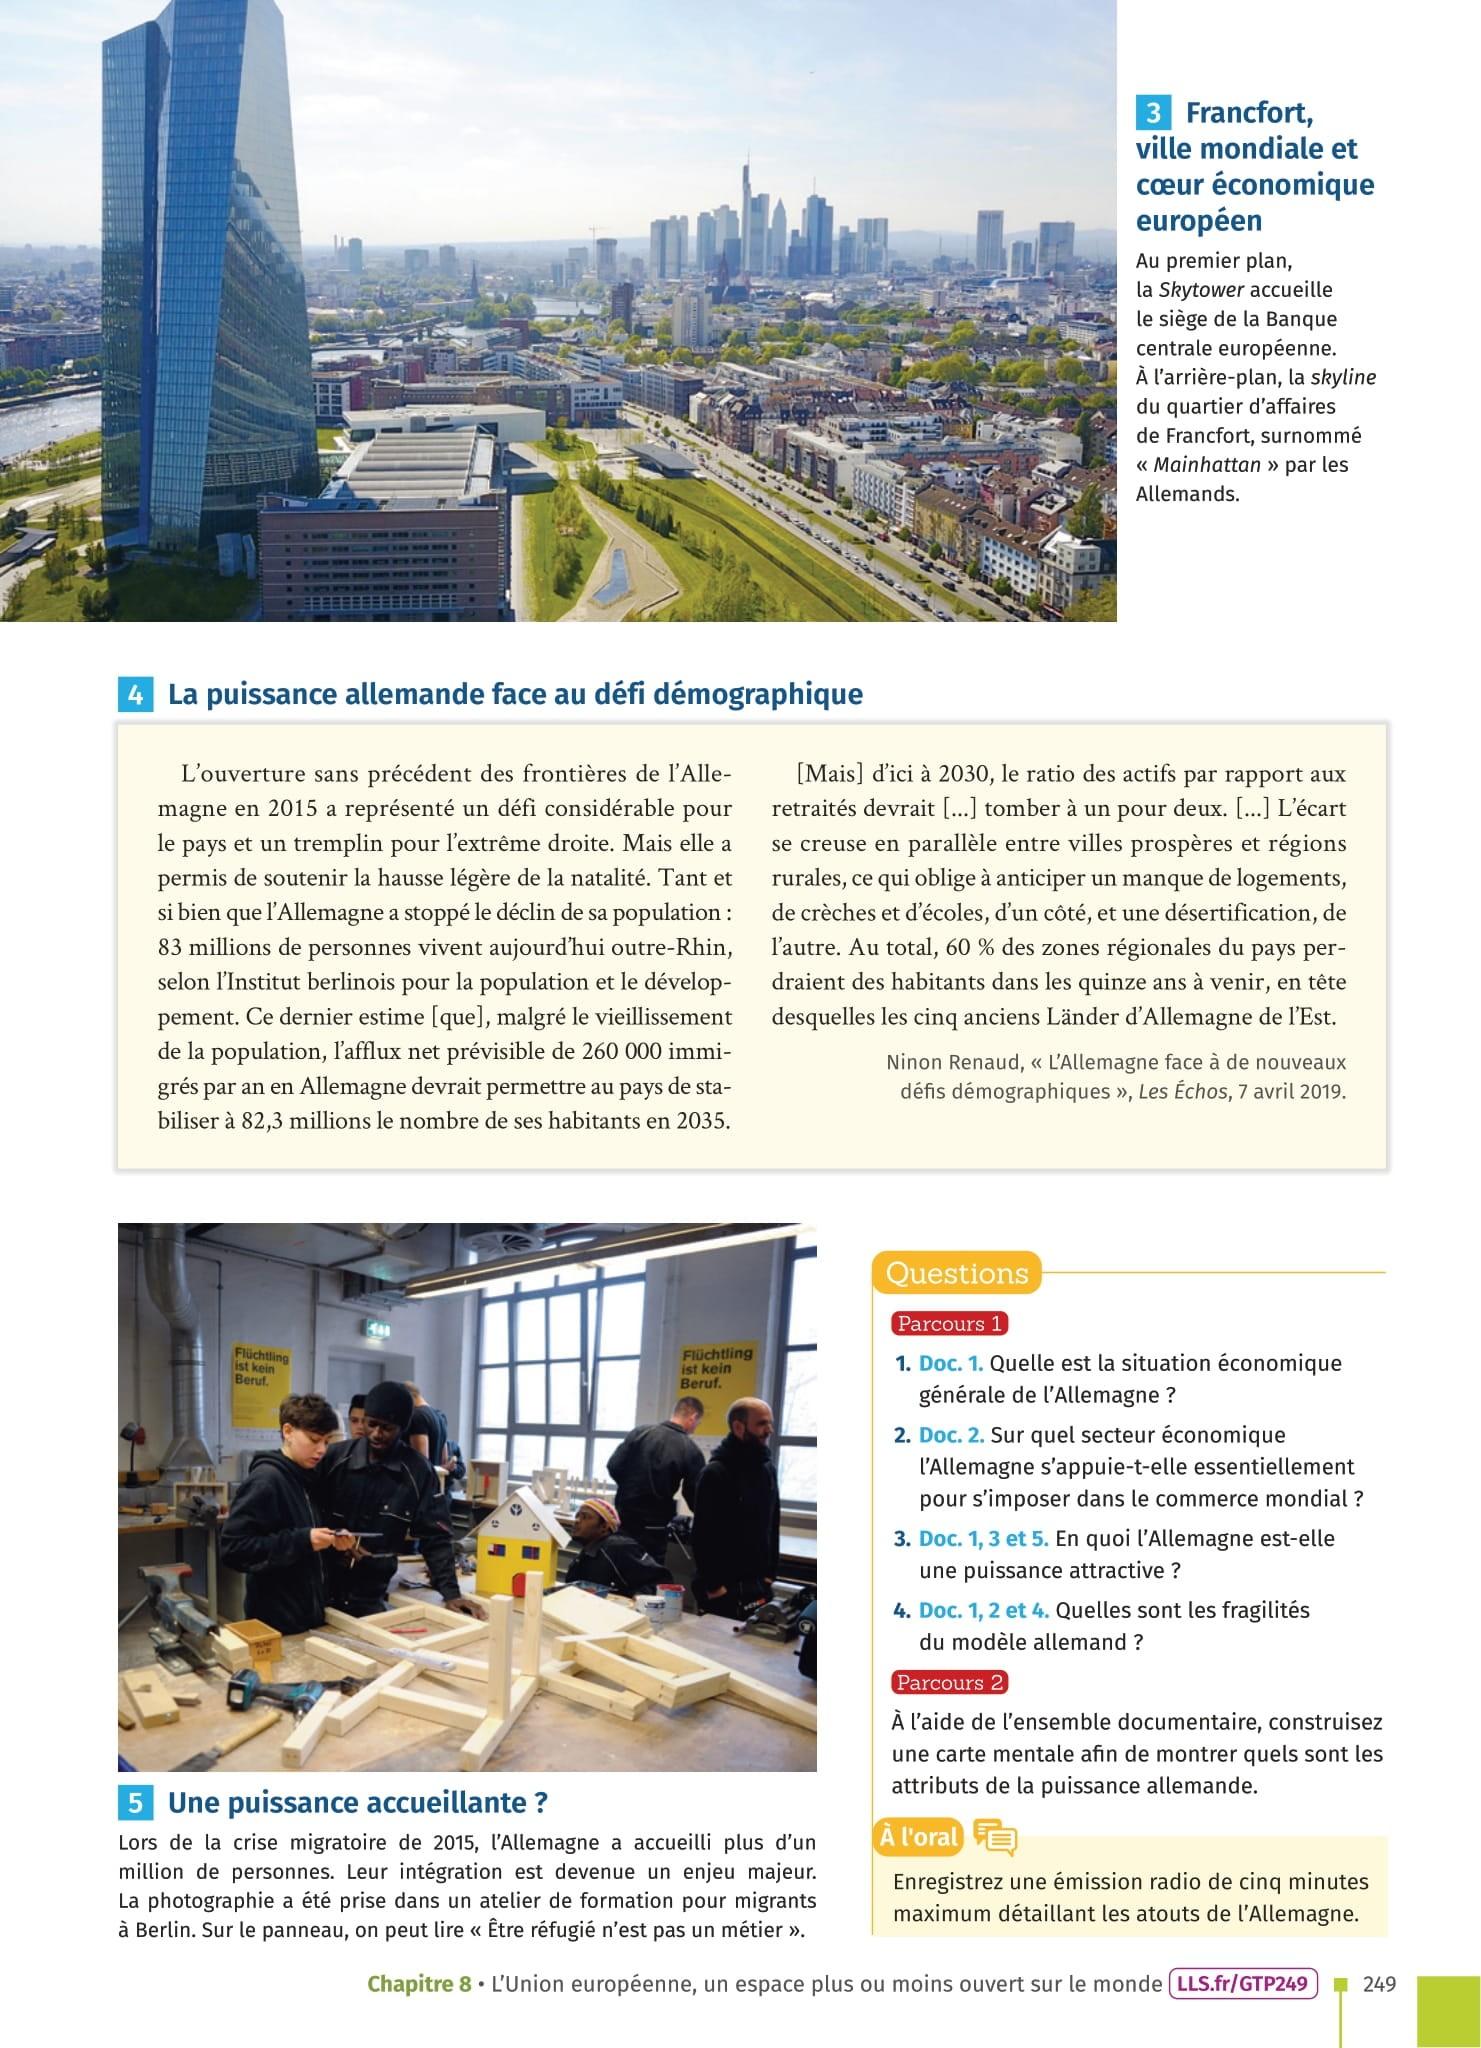 3 Francfort,
ville mondiale et
cœur économique
européen
Au premier plan,
la Skytower accueille
le siège de la Banque
centrale européenne.
À l'arrière-plan, la skyline
du quartier d'affaires
de Francfort, surnommé
« Mainhattan » par les
Allemands.
4 La puissance allemande face au défi démographique
L'ouverture sans précédent des frontières de l'Alle-
magne en 2015 a représenté un défi considérable pour
le pays et un tremplin pour l'extrême droite. Mais elle a
permis de soutenir la hausse légère de la natalité. Tant et
si bien que l'Allemagne a stoppé le déclin de sa population :
83 millions de personnes vivent aujourd'hui outre-Rhin,
selon l'Institut berlinois pour la population et le dévelop-
pement. Ce dernier estime [que], malgré le vieillissement
de la population, l'afflux net prévisible de 260 000 immi-
grés par an en Allemagne devrait permettre au pays de sta-
biliser à 82,3 millions le nombre de ses habitants en 2035.
[Mais] d'ici à 2030, le ratio des actifs par rapport aux
retraités devrait [...] tomber à un pour deux. [...] L'écart
se creuse en parallèle entre villes prospères et régions
rurales, ce qui oblige à anticiper un manque de logements,
de crèches et d'écoles, d'un côté, et une désertification, de
l'autre. Au total, 60 % des zones régionales du pays per-
draient des habitants dans les quinze ans à venir, en tête
desquelles les cinq anciens Länder d'Allemagne de l'Est.
Ninon Renaud, « L'Allemagne face à de nouveaux
défis démographiques », Les Échos, 7 avril 2019.
Flüchtling
ist kein
Beruf.
Flüchtling
ist kein
Beruf.
5 Une puissance accueillante ?
Lors de la crise migratoire de 2015, l'Allemagne a accueilli plus d'un
million de personnes. Leur intégration est devenue un enjeu majeur.
La photographie a été prise dans un atelier de formation pour migrants
à Berlin. Sur le panneau, on peut lire « Être réfugié n'est pas un métier ».
Questions
Parcours 1
1. Doc. 1. Quelle est la situation économique
générale de l'Allemagne ?
2. Doc. 2. Sur quel secteur économique
l'Allemagne s'appuie-t-elle essentiellement
pour s'imposer dans le commerce mondial ?
3. Doc. 1, 3 et 5. En quoi l'Allemagne est-elle
une puissance attractive ?
4. Doc. 1, 2 et 4. Quelles sont les fragilités
du modèle allemand ?
Parcours 2
À l'aide de l'ensemble documentaire, construisez
une carte mentale afin de montrer quels sont les
attributs de la puissance allemande.
À l'oral
Enregistrez une émission radio de cinq minutes
maximum détaillant les atouts de l'Allemagne.
Chapitre 8 • L'Union européenne, un espace plus ou moins ouvert sur le monde LLS.fr/GTP249 249